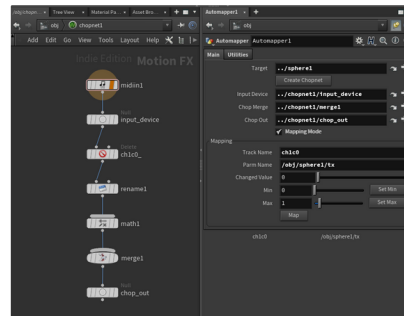 obj/chopn
Tree View
Material Pa
Asset Bro
obj
chopnet1
Add Edit Go View Tools Layout Help
Indie Edition
Motion FX
midiin1
Null
input_device
Delete
ch1c0_
rename1
math1
merge1
Null
chop_out
Automapper1
obj
Automapper Automapper1
Main Utilities
Target ../sphere1
Create Chopnet
Input Device ../chopnet1/input_device
Chop Merge ../chopnet1/merge1
Chop Out ../chopnet1/chop_out
Mapping Mode
Mapping
Track Name ch1c0
Parm Name /obj/sphere1/tx
Changed Value 0
Min 0 Set Min
Max 1 Set Max
Map
ch1c0 /obj/sphere1/tx